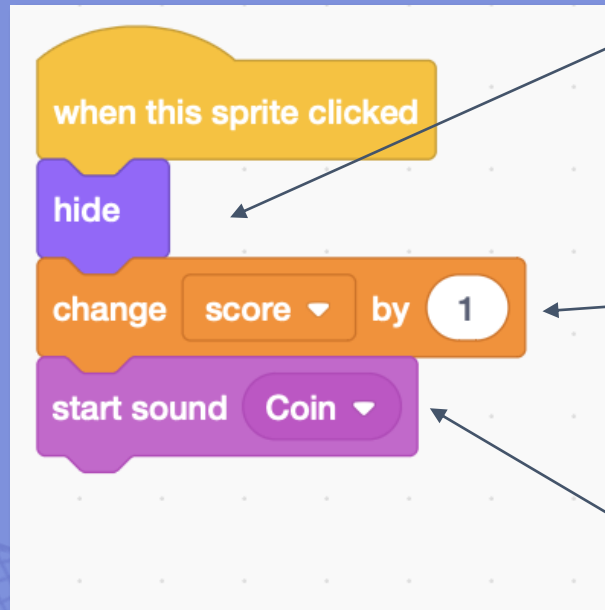 when this sprite clicked
hide
change score by 1
start sound Coin